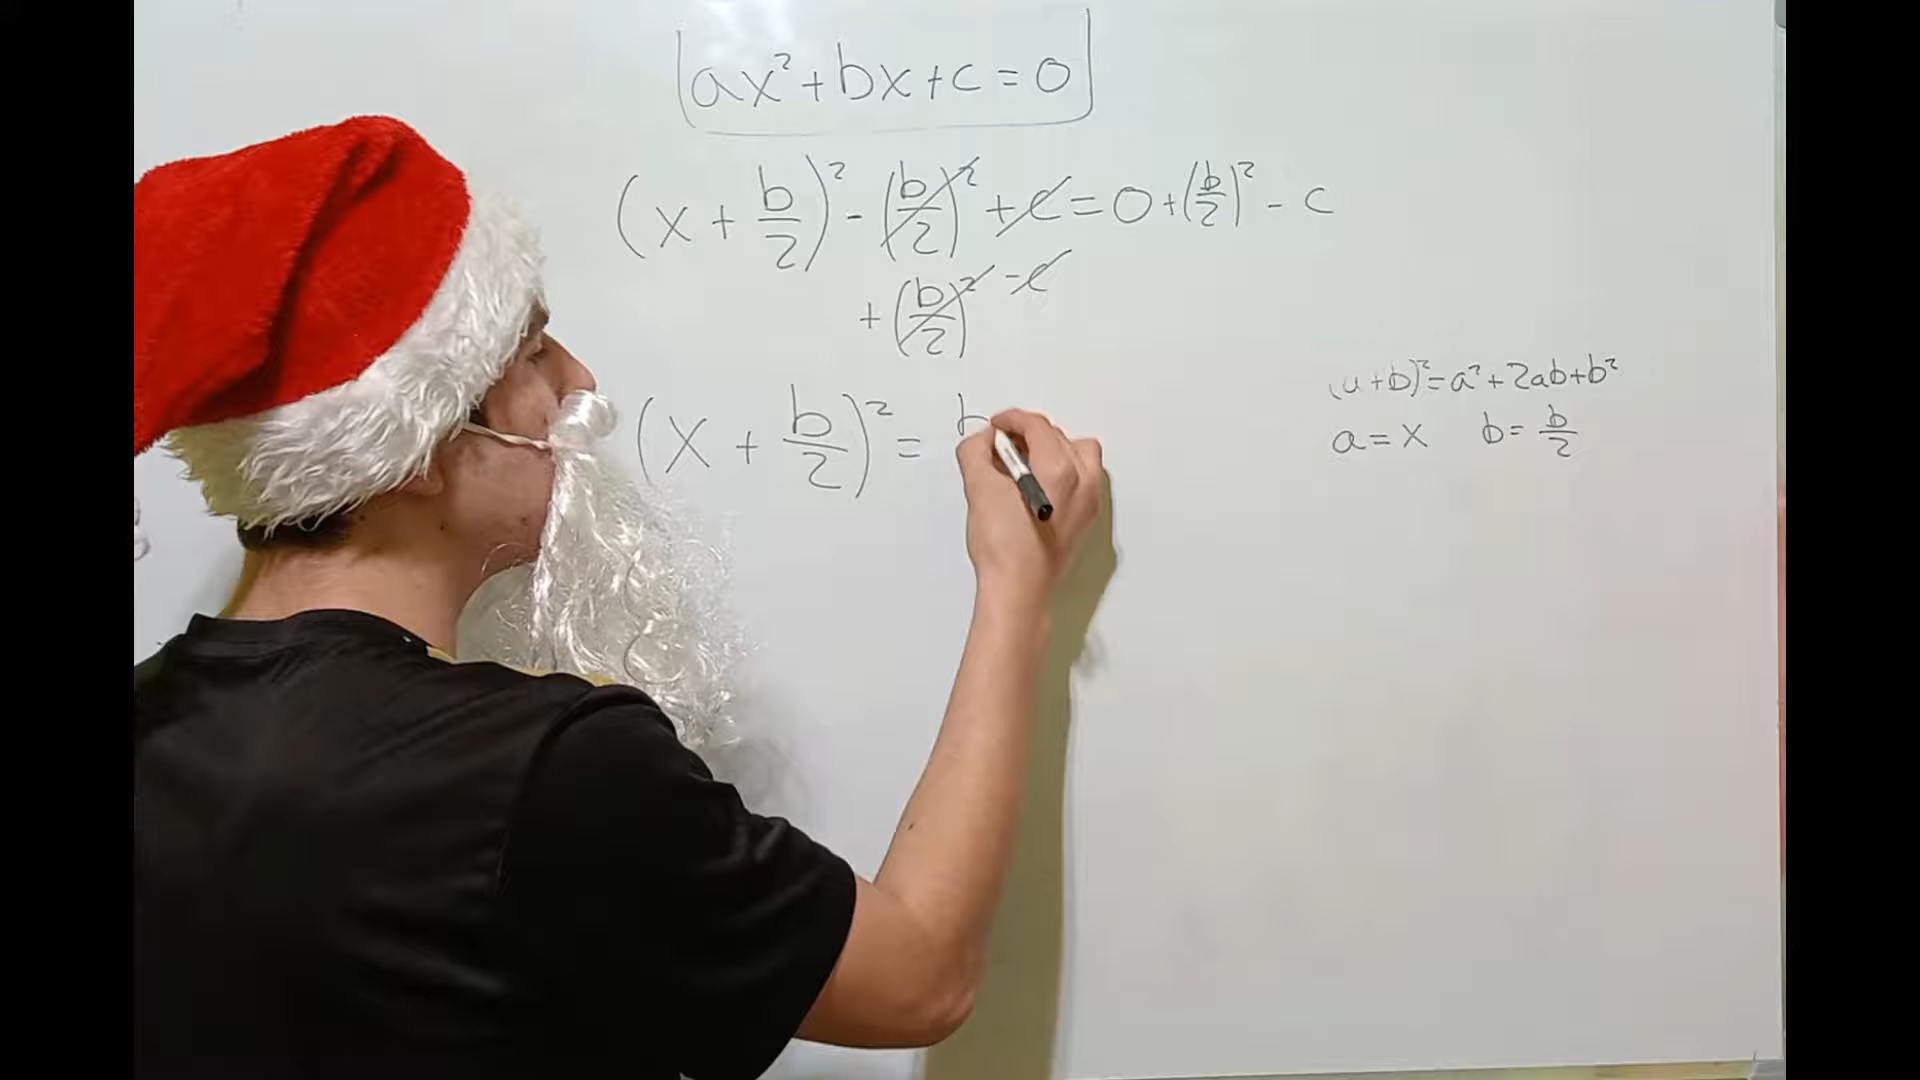 ax² + bx + c = 0
(x + b/2)² - (b/2)² + c = 0 + (b/2)² - c
+ (b/2)² - c
(x + b/2)² = b
(a + b)² = a² + 2ab + b²
a = x b = b/2